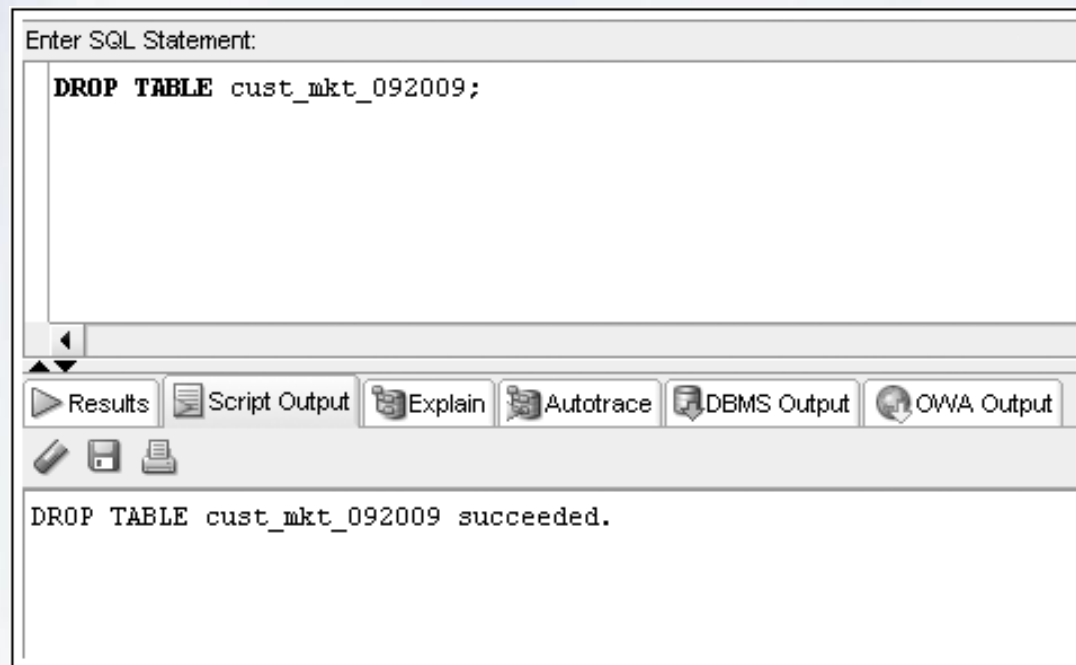 Enter SQL Statement:
DROP TABLE cust_mkt_092009;
Results Script Output Explain Autotrace DBMS Output OWA Output
DROP TABLE cust_mkt_092009 succeeded.